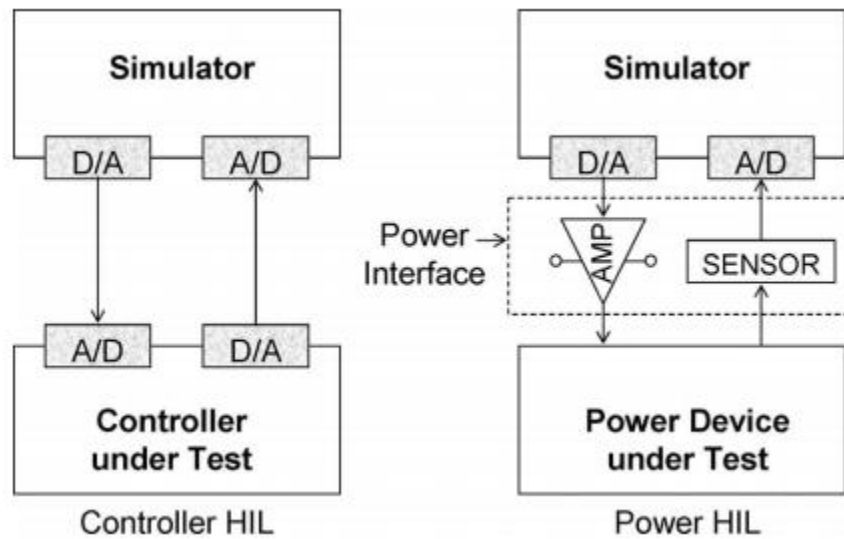 Simulator
D/A
A/D
A/D
D/A
Controller
under Test
Controller HIL
Simulator
D/A
A/D
Power
Interface
AMP
SENSOR
Power Device
under Test
Power HIL